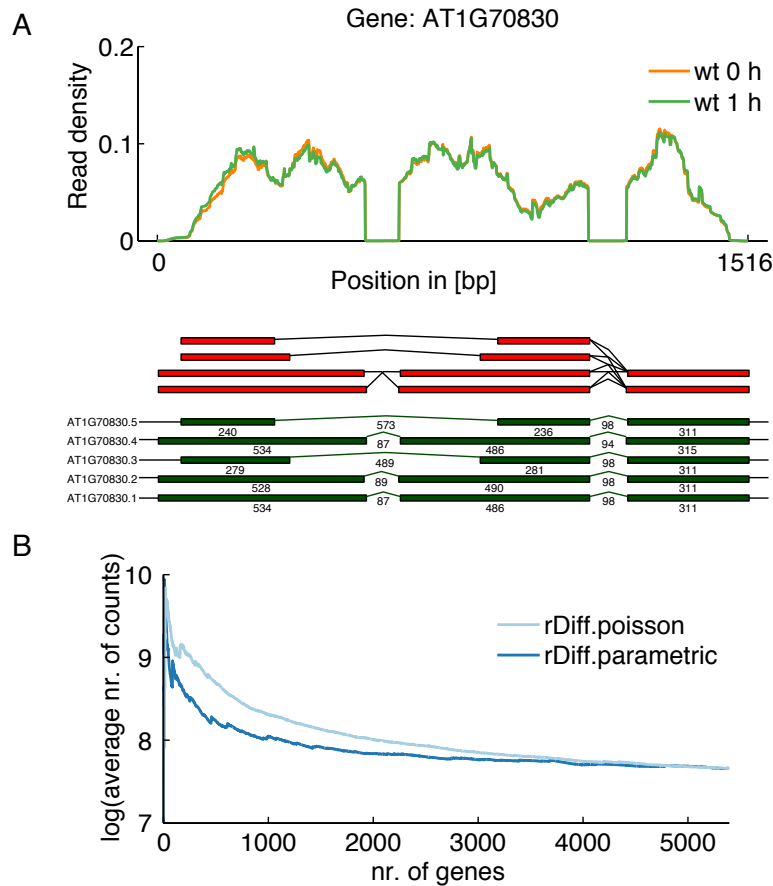 A
Gene: AT1G70830
0.2
0.1
0
Read density
wt 0 h
wt 1 h
0
1516
Position in [bp]
AT1G70830.5
240
573
236
98
311
AT1G70830.4
534
87
486
94
315
AT1G70830.3
279
489
281
98
311
AT1G70830.2
528
89
490
98
311
AT1G70830.1
534
87
486
98
311
B
10
9
8
7
log(average nr. of counts)
rDiff.poisson
rDiff.parametric
0
1000
2000
3000
4000
5000
nr. of genes